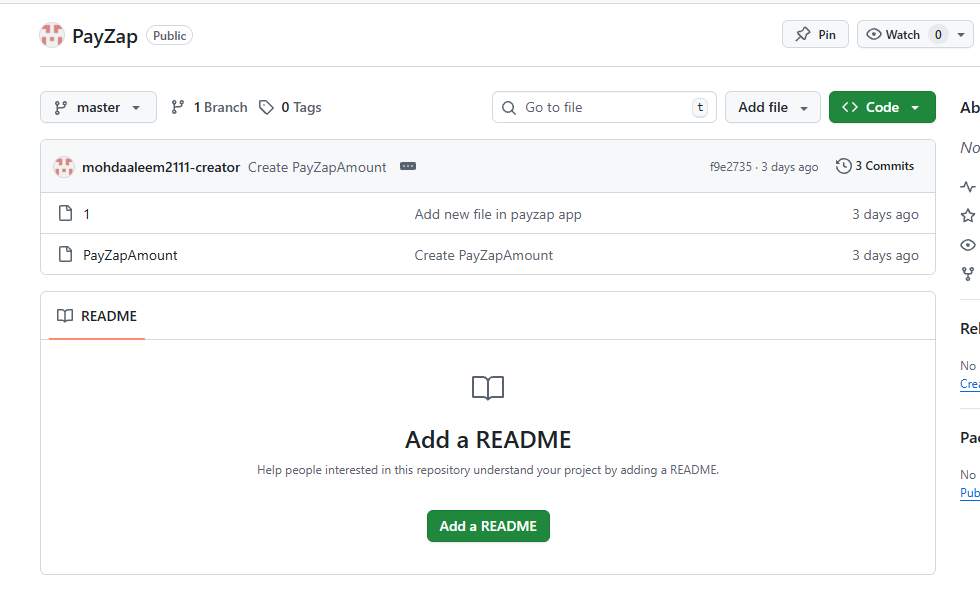 PayZap Public Pin Watch 0
master 1 Branch 0 Tags Go to file t Add file Code
mohdaaleem2111-creator Create PayZapAmount f9e2735 · 3 days ago 3 Commits
1 Add new file in payzap app 3 days ago
PayZapAmount Create PayZapAmount 3 days ago
README
Add a README
Help people interested in this repository understand your project by adding a README.
Add a README
Ab
No
Rel
No
Crea
Pac
No
Pub